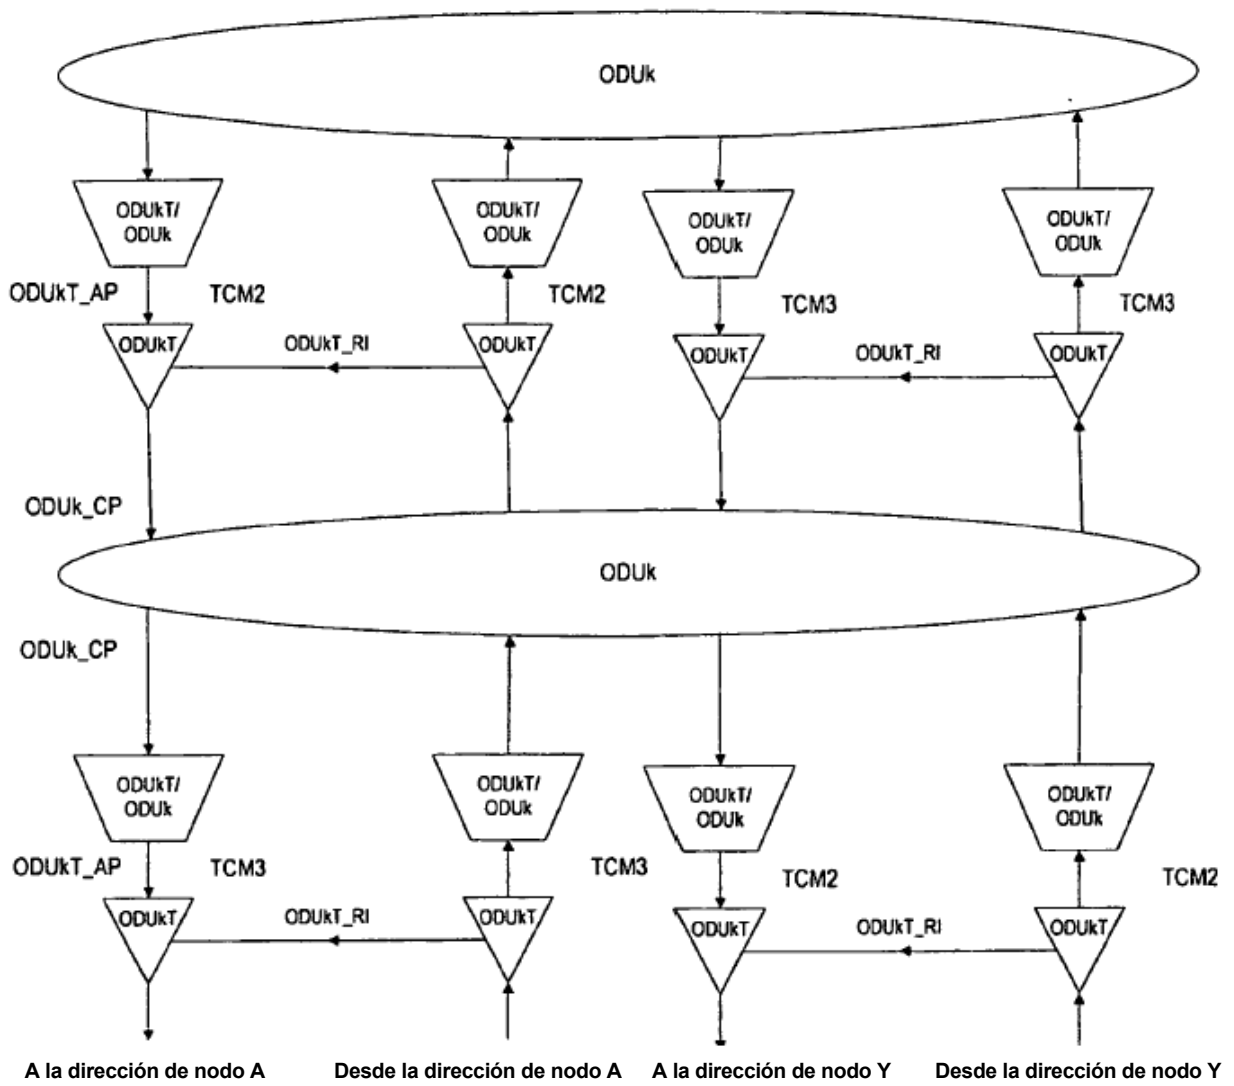 ODUk
ODUkT/
ODUk
ODUkT/
ODUk
ODUkT/
ODUk
ODUkT/
ODUk
ODUkT_AP
TCM2
TCM2
TCM3
TCM3
ODUkT
ODUkT_RI
ODUkT
ODUkT
ODUkT_RI
ODUkT
ODUk_CP
ODUk
ODUk_CP
ODUkT/
ODUk
ODUkT/
ODUk
ODUkT/
ODUk
ODUkT/
ODUk
ODUkT_AP
TCM3
TCM3
TCM2
TCM2
ODUkT
ODUkT_RI
ODUkT
ODUkT
ODUkT_RI
ODUkT
A la dirección de nodo A
Desde la dirección de nodo A
A la dirección de nodo Y
Desde la dirección de nodo Y